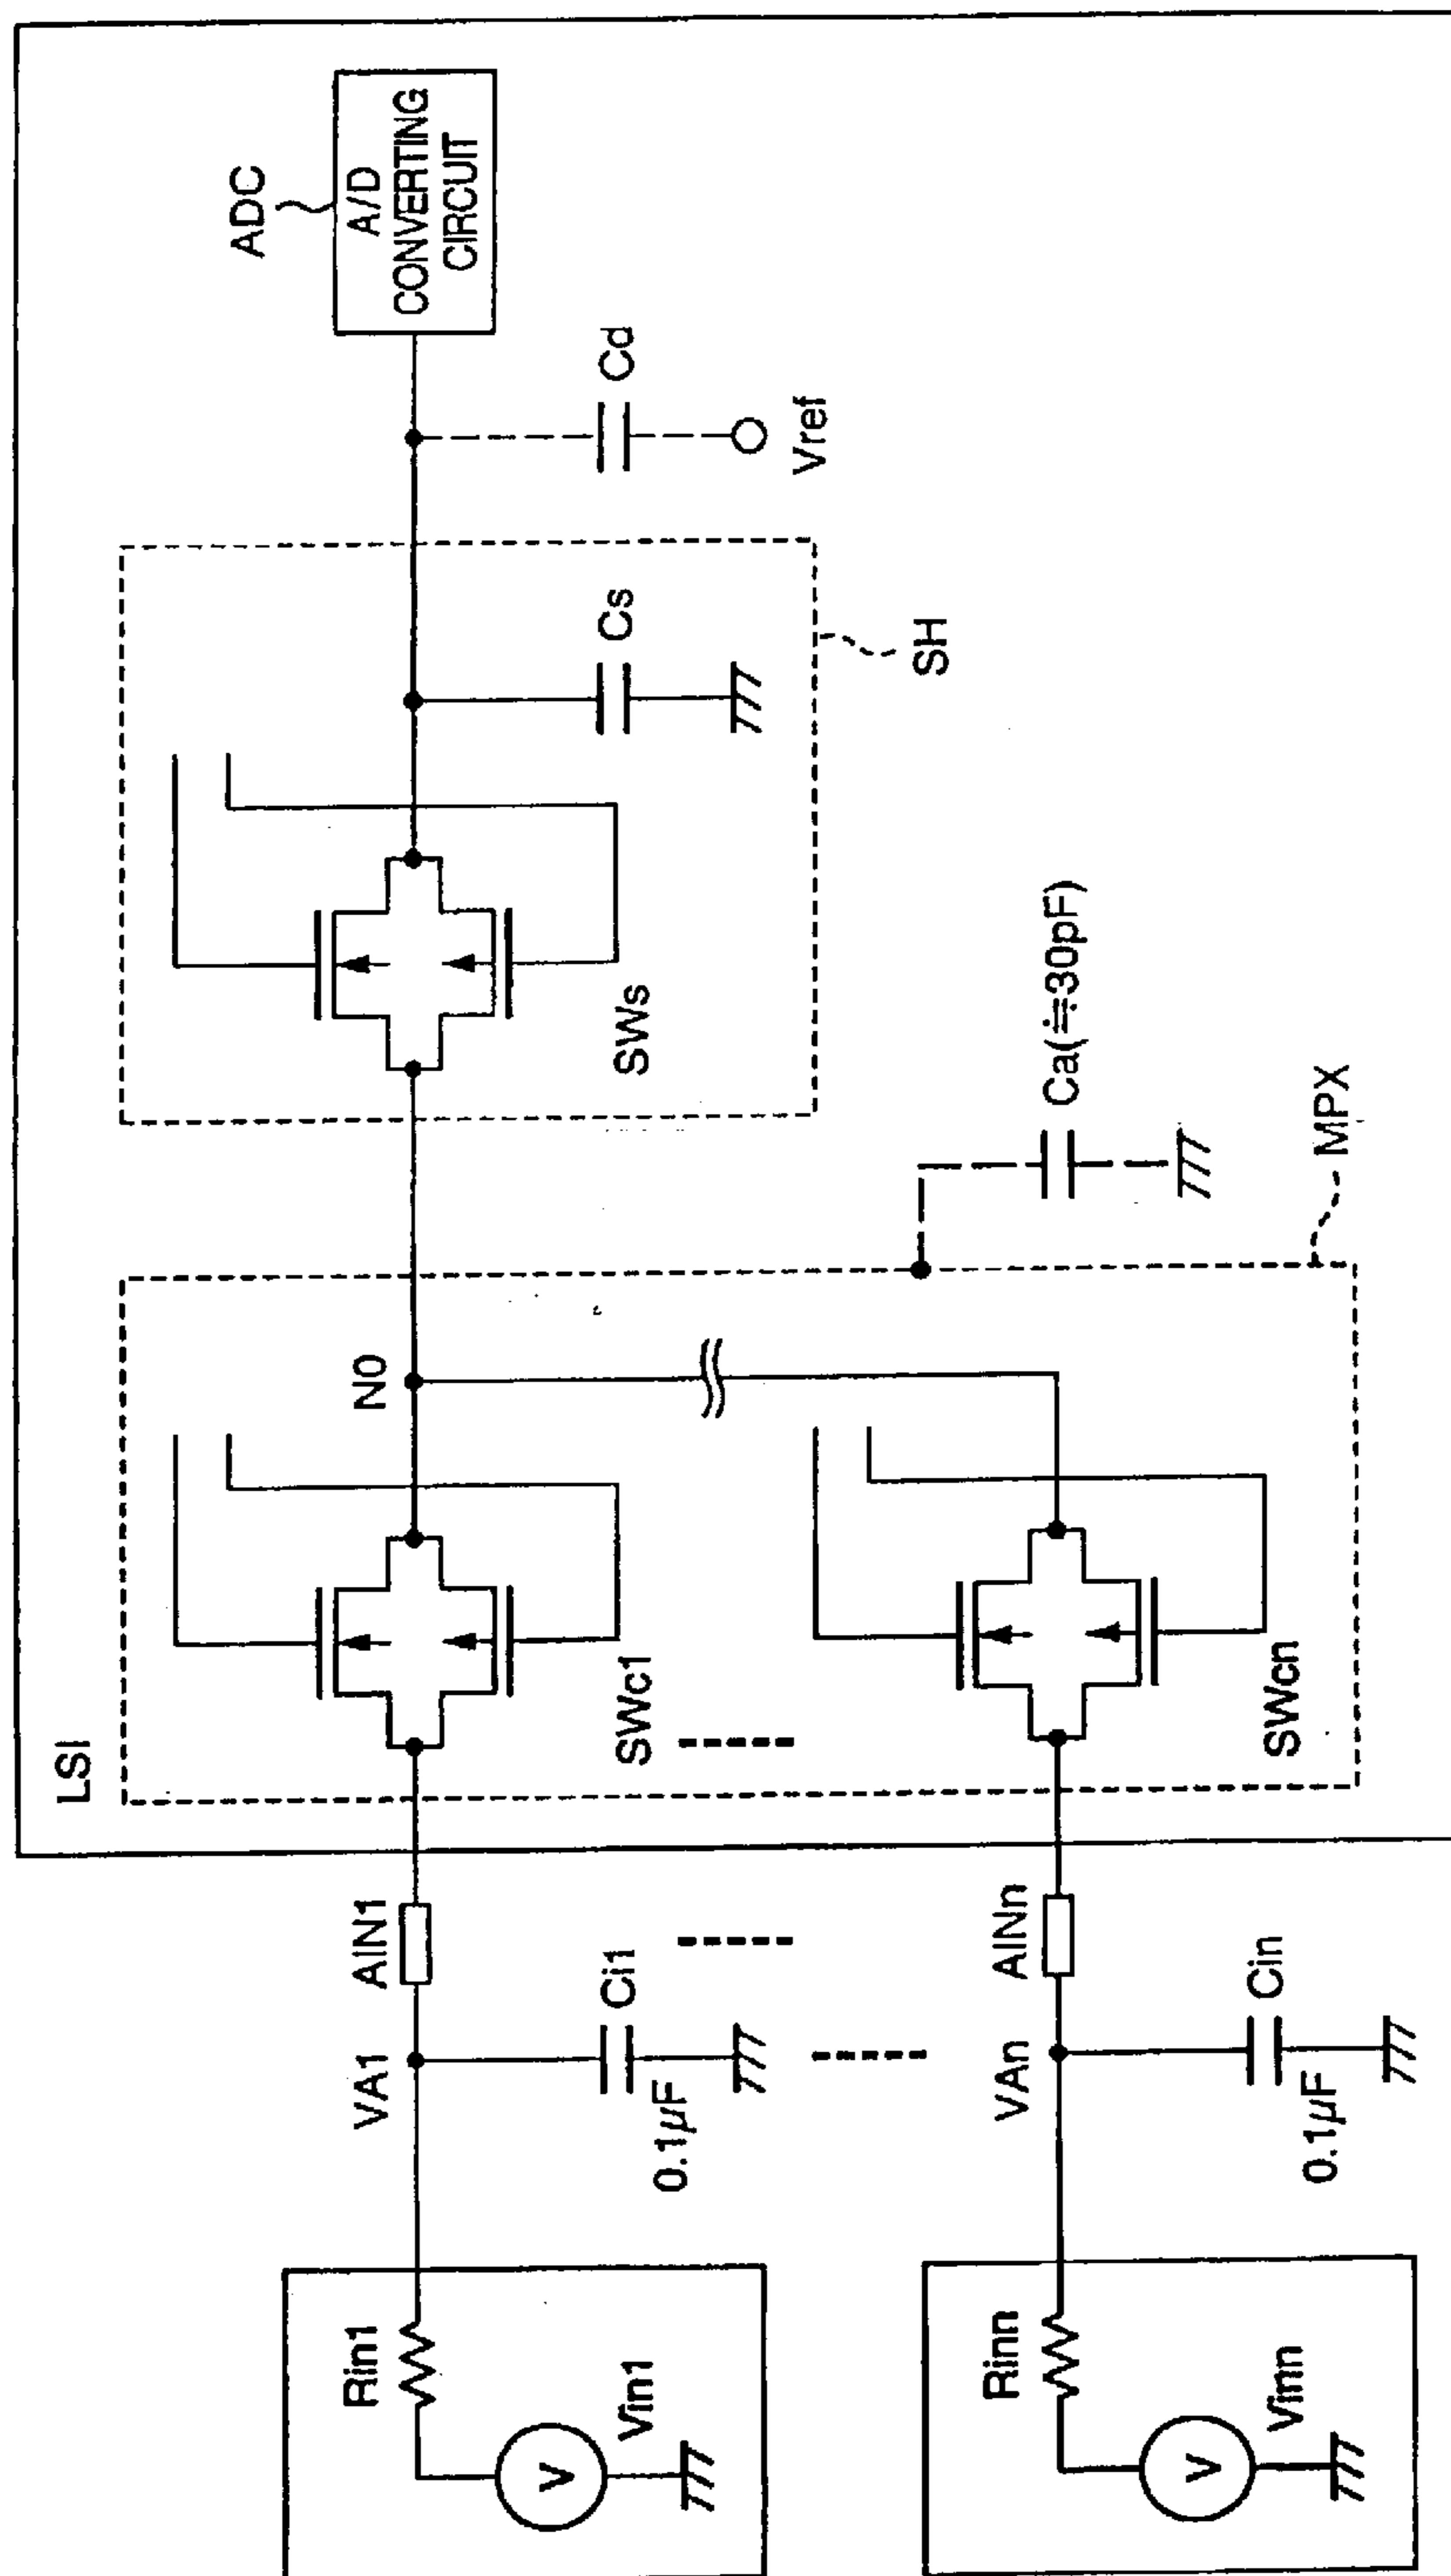 LSI
ADC
A/D
CONVERTING
CIRCUIT
Cd
Vref
Cs
SH
SWs
Ca(≒30pF)
MPX
N0
SWc1
SWcn
AIN1
AINn
VA1
Ci1
0.1μF
VAn
Cin
0.1μF
Rin1
V
Vin1
Rinn
V
Vinn